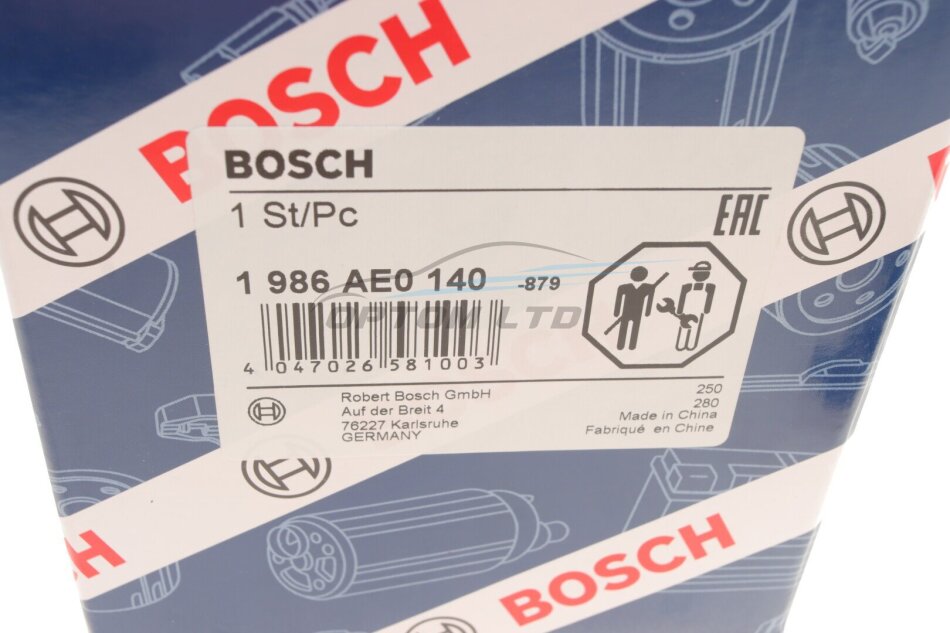 BOSCH
BOSCH
1 St/Pc
EAC
1 986 AE0 140 -879
OPTOM LTD
4 047026 581003
Robert Bosch GmbH
Auf der Breit 4
76227 Karlsruhe
GERMANY
250
280
Made in China
Fabriqué en Chine
H
BOSCH